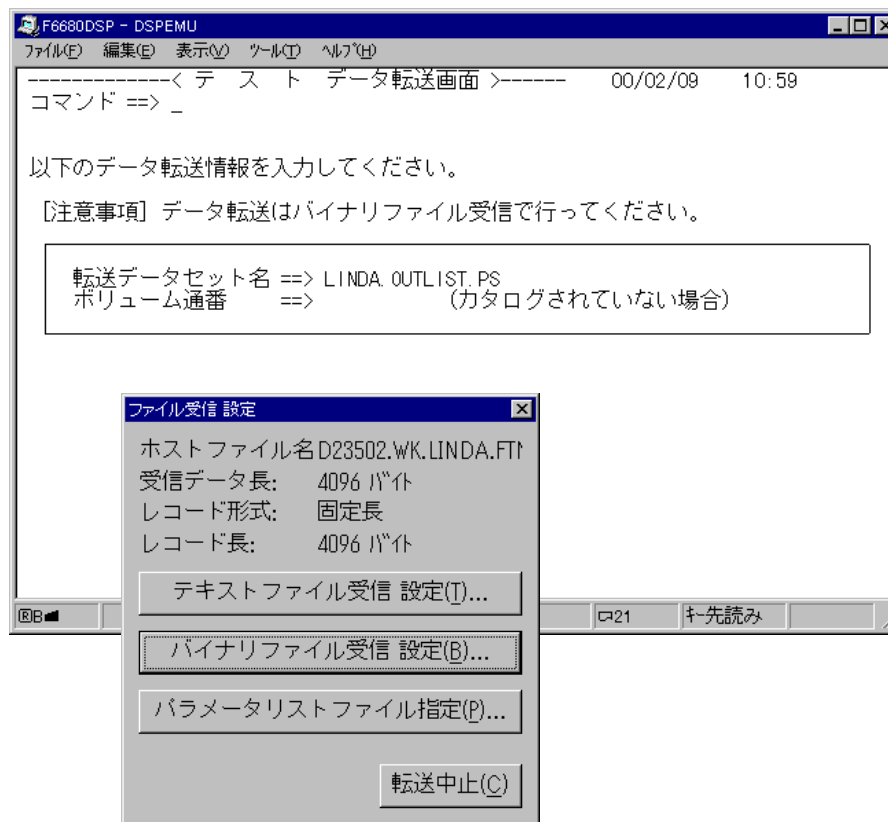 F6680DSP - DSPEMU
ファイル(F) 編集(E) 表示(V) ツール(T) ヘルプ(H)
-------------< テ ス ト データ転送画面 >------ 00/02/09 10:59
コマンド ==> _
以下のデータ転送情報を入力してください。
［注意事項］データ転送はバイナリファイル受信で行ってください。
転送データセット名 ==> LINDA.OUTLIST.PS
ボリューム通番 ==> (カタログされていない場合)
ファイル受信 設定
ホストファイル名 D23502.WK.LINDA.FTN
受信データ長: 4096 バイト
レコード形式: 固定長
レコード長: 4096 バイト
テキストファイル受信 設定(T)...
バイナリファイル受信 設定(B)...
パラメータリストファイル指定(P)...
転送中止(C)
RB 21 キー先読み